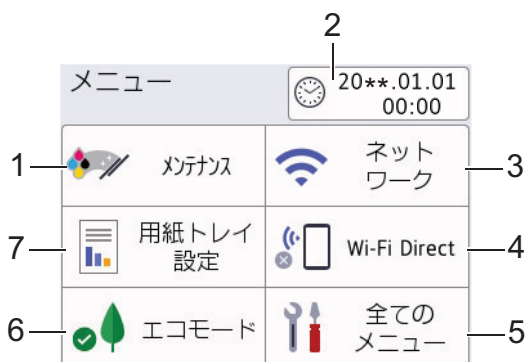 2
メニュー
20**.01.01
00:00
1
メンテナンス
ネット
ワーク
3
7
用紙トレイ
設定
Wi-Fi Direct
4
6
エコモード
全ての
メニュー
5